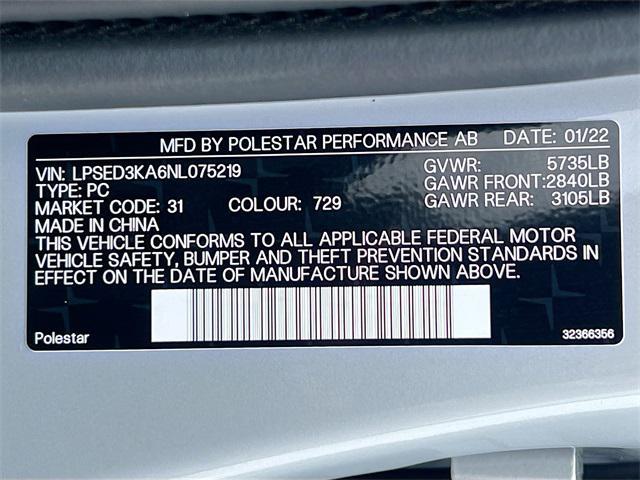 MFD BY POLESTAR PERFORMANCE AB DATE: 01/22
VIN: LPSED3KA6NL075219 GVWR: 5735LB
TYPE: PC GAWR FRONT:2840LB
MARKET CODE: 31 COLOUR: 729 GAWR REAR: 3105LB
MADE IN CHINA
THIS VEHICLE CONFORMS TO ALL APPLICABLE FEDERAL MOTOR
VEHICLE SAFETY, BUMPER AND THEFT PREVENTION STANDARDS IN
EFFECT ON THE DATE OF MANUFACTURE SHOWN ABOVE.
Polestar 32366356